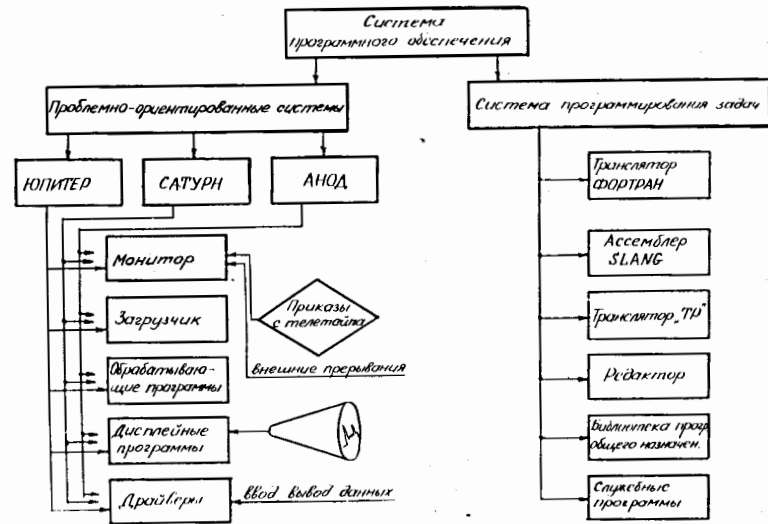 Система
программного обеспечения
Проблемно-ориентированные системы
Система программирования задач
ЮПИТЕР
САТУРН
АНОД
Монитор
Загрузчик
Обрабатываю-
щие программы
Дисплейные
программы
Драйверы
Приказы
с телетайпа
внешние прерывания
ввод вывод данных
Транслятор
ФОРТРАН
Ассемблер
SLANG
Транслятор „ТР"
Редактор
Библиотека прогр
общего назначен.
Служебные
программы